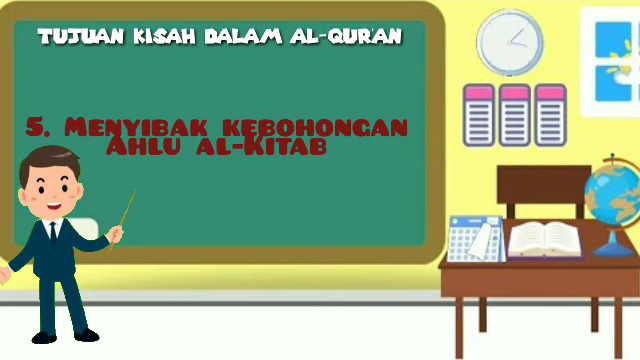 TUJUAN KISAH DALAM AL-QUR'AN
5. Menyibak kebohongan
Ahlu al-Kitab